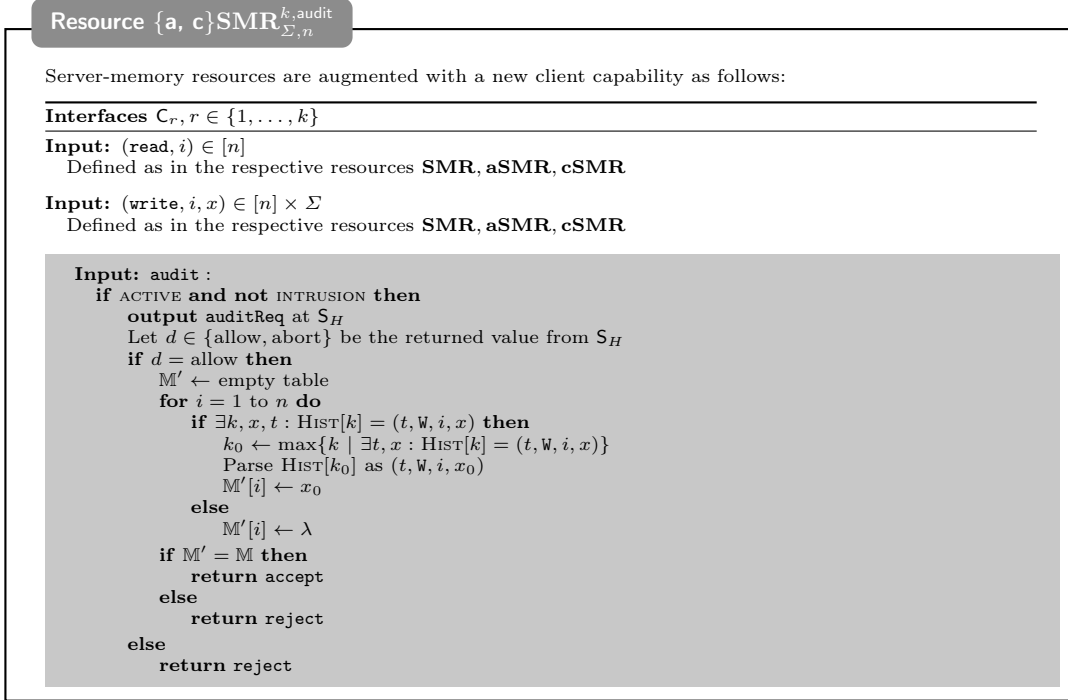 Resource {a, c}SMR^{k,audit}_{Σ,n}
Server-memory resources are augmented with a new client capability as follows:
Interfaces C_r, r ∈ {1, . . . , k}
Input: (read, i) ∈ [n]
Defined as in the respective resources SMR, aSMR, cSMR
Input: (write, i, x) ∈ [n] × Σ
Defined as in the respective resources SMR, aSMR, cSMR
Input: audit :
if ACTIVE and not INTRUSION then
output auditReq at S_H
Let d ∈ {allow, abort} be the returned value from S_H
if d = allow then
𝕄′ ← empty table
for i = 1 to n do
if ∃k, x, t : HIST[k] = (t, W, i, x) then
k_0 ← max{k | ∃t, x : HIST[k] = (t, W, i, x)}
Parse HIST[k_0] as (t, W, i, x_0)
𝕄′[i] ← x_0
else
𝕄′[i] ← λ
if 𝕄′ = 𝕄 then
return accept
else
return reject
else
return reject